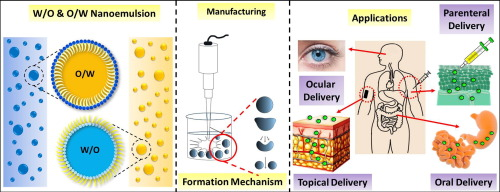 W/O & O/W Nanoemulsion
O/W
W/O
Manufacturing
Formation Mechanism
Applications
Parenteral
Delivery
Ocular
Delivery
Topical Delivery
Oral Delivery